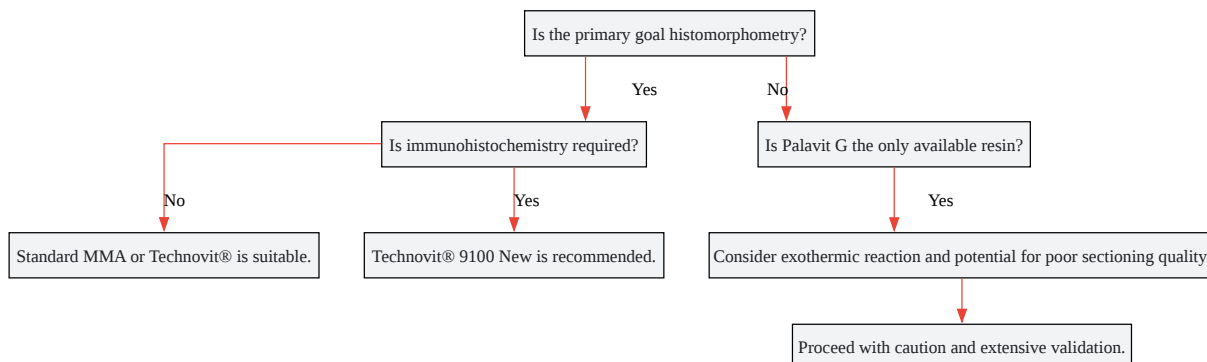 Is the primary goal histomorphometry?
Yes
No
Is immunohistochemistry required?
Is Palavit G the only available resin?
No
Yes
Yes
Standard MMA or Technovit® is suitable.
Technovit® 9100 New is recommended.
Consider exothermic reaction and potential for poor sectioning quality
Proceed with caution and extensive validation.